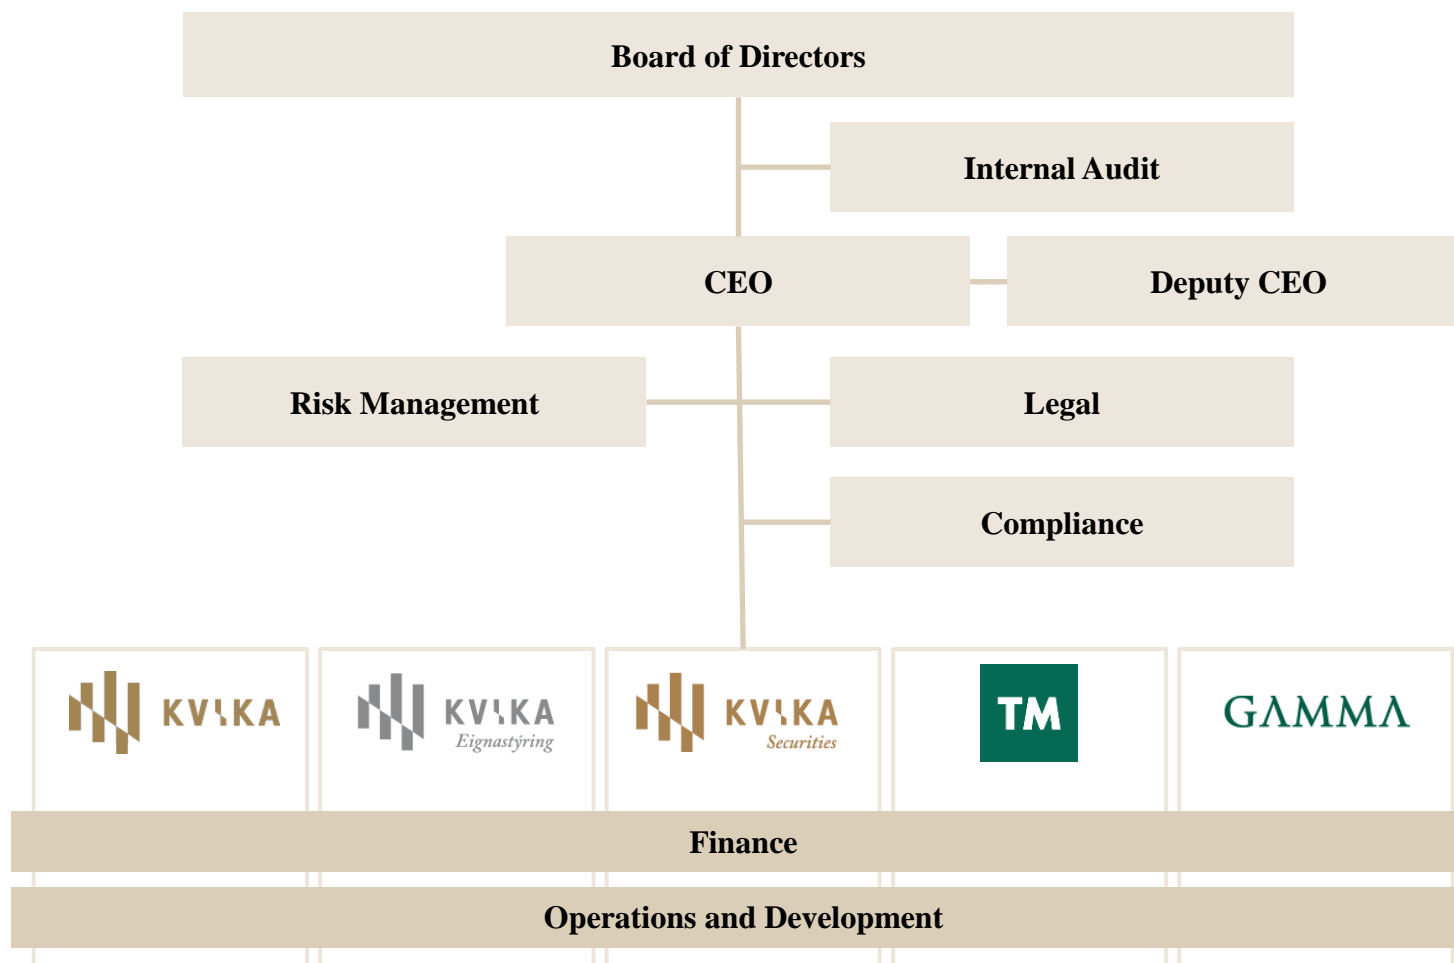 Board of Directors
Internal Audit
CEO
Deputy CEO
Risk Management
Legal
Compliance
KVIKA
KVIKA
Eignastýring
KVIKA
Securities
TM
GAMMA
Finance
Operations and Development